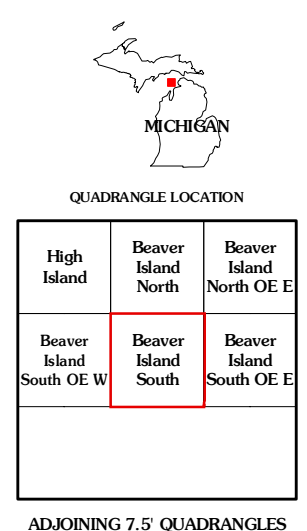 MICHIGAN
QUADRANGLE LOCATION
High
Island
Beaver
Island
North
Beaver
Island
North OE E
Beaver
Island
South OE W
Beaver
Island
South
Beaver
Island
South OE E
ADJOINING 7.5' QUADRANGLES